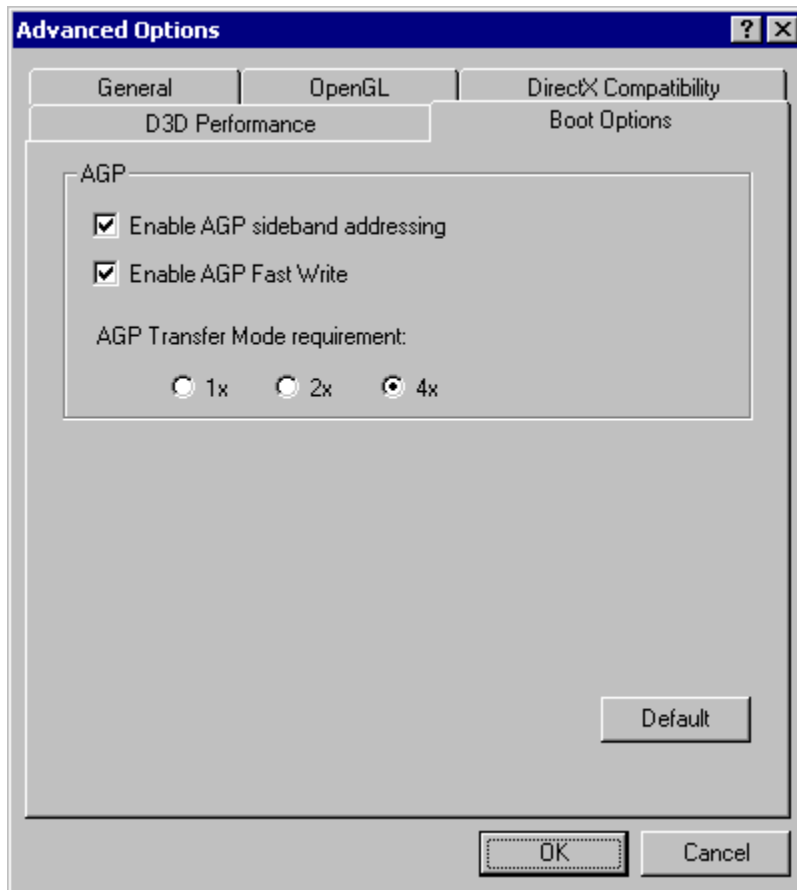 Advanced Options
General OpenGL DirectX Compatibility
D3D Performance Boot Options
AGP
Enable AGP sideband addressing
Enable AGP Fast Write
AGP Transfer Mode requirement:
1x 2x 4x
Default
OK Cancel